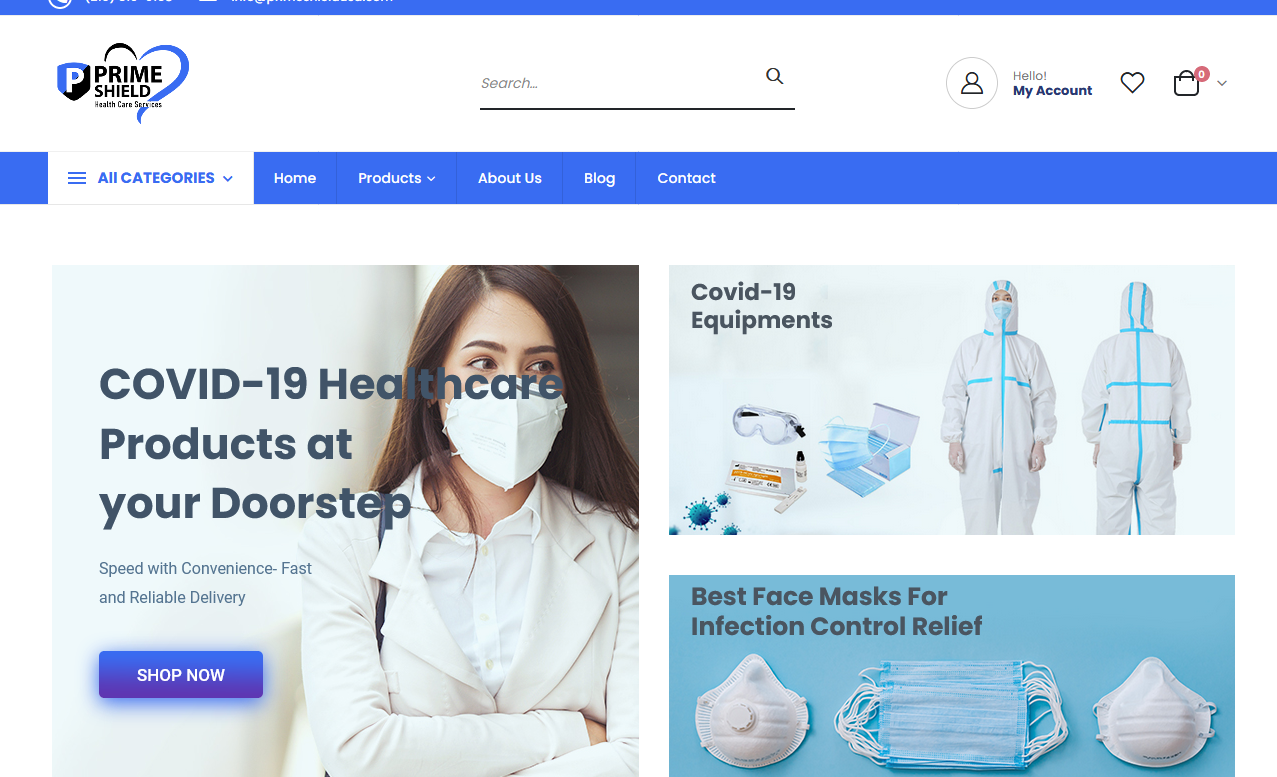 PRIME
SHIELD
Health Care Services
Search...
Hello!
My Account
0
All CATEGORIES
Home
Products
About Us
Blog
Contact
COVID-19 Healthcare
Products at
your Doorstep
Speed with Convenience- Fast
and Reliable Delivery
SHOP NOW
Covid-19
Equipments
Best Face Masks For
Infection Control Relief